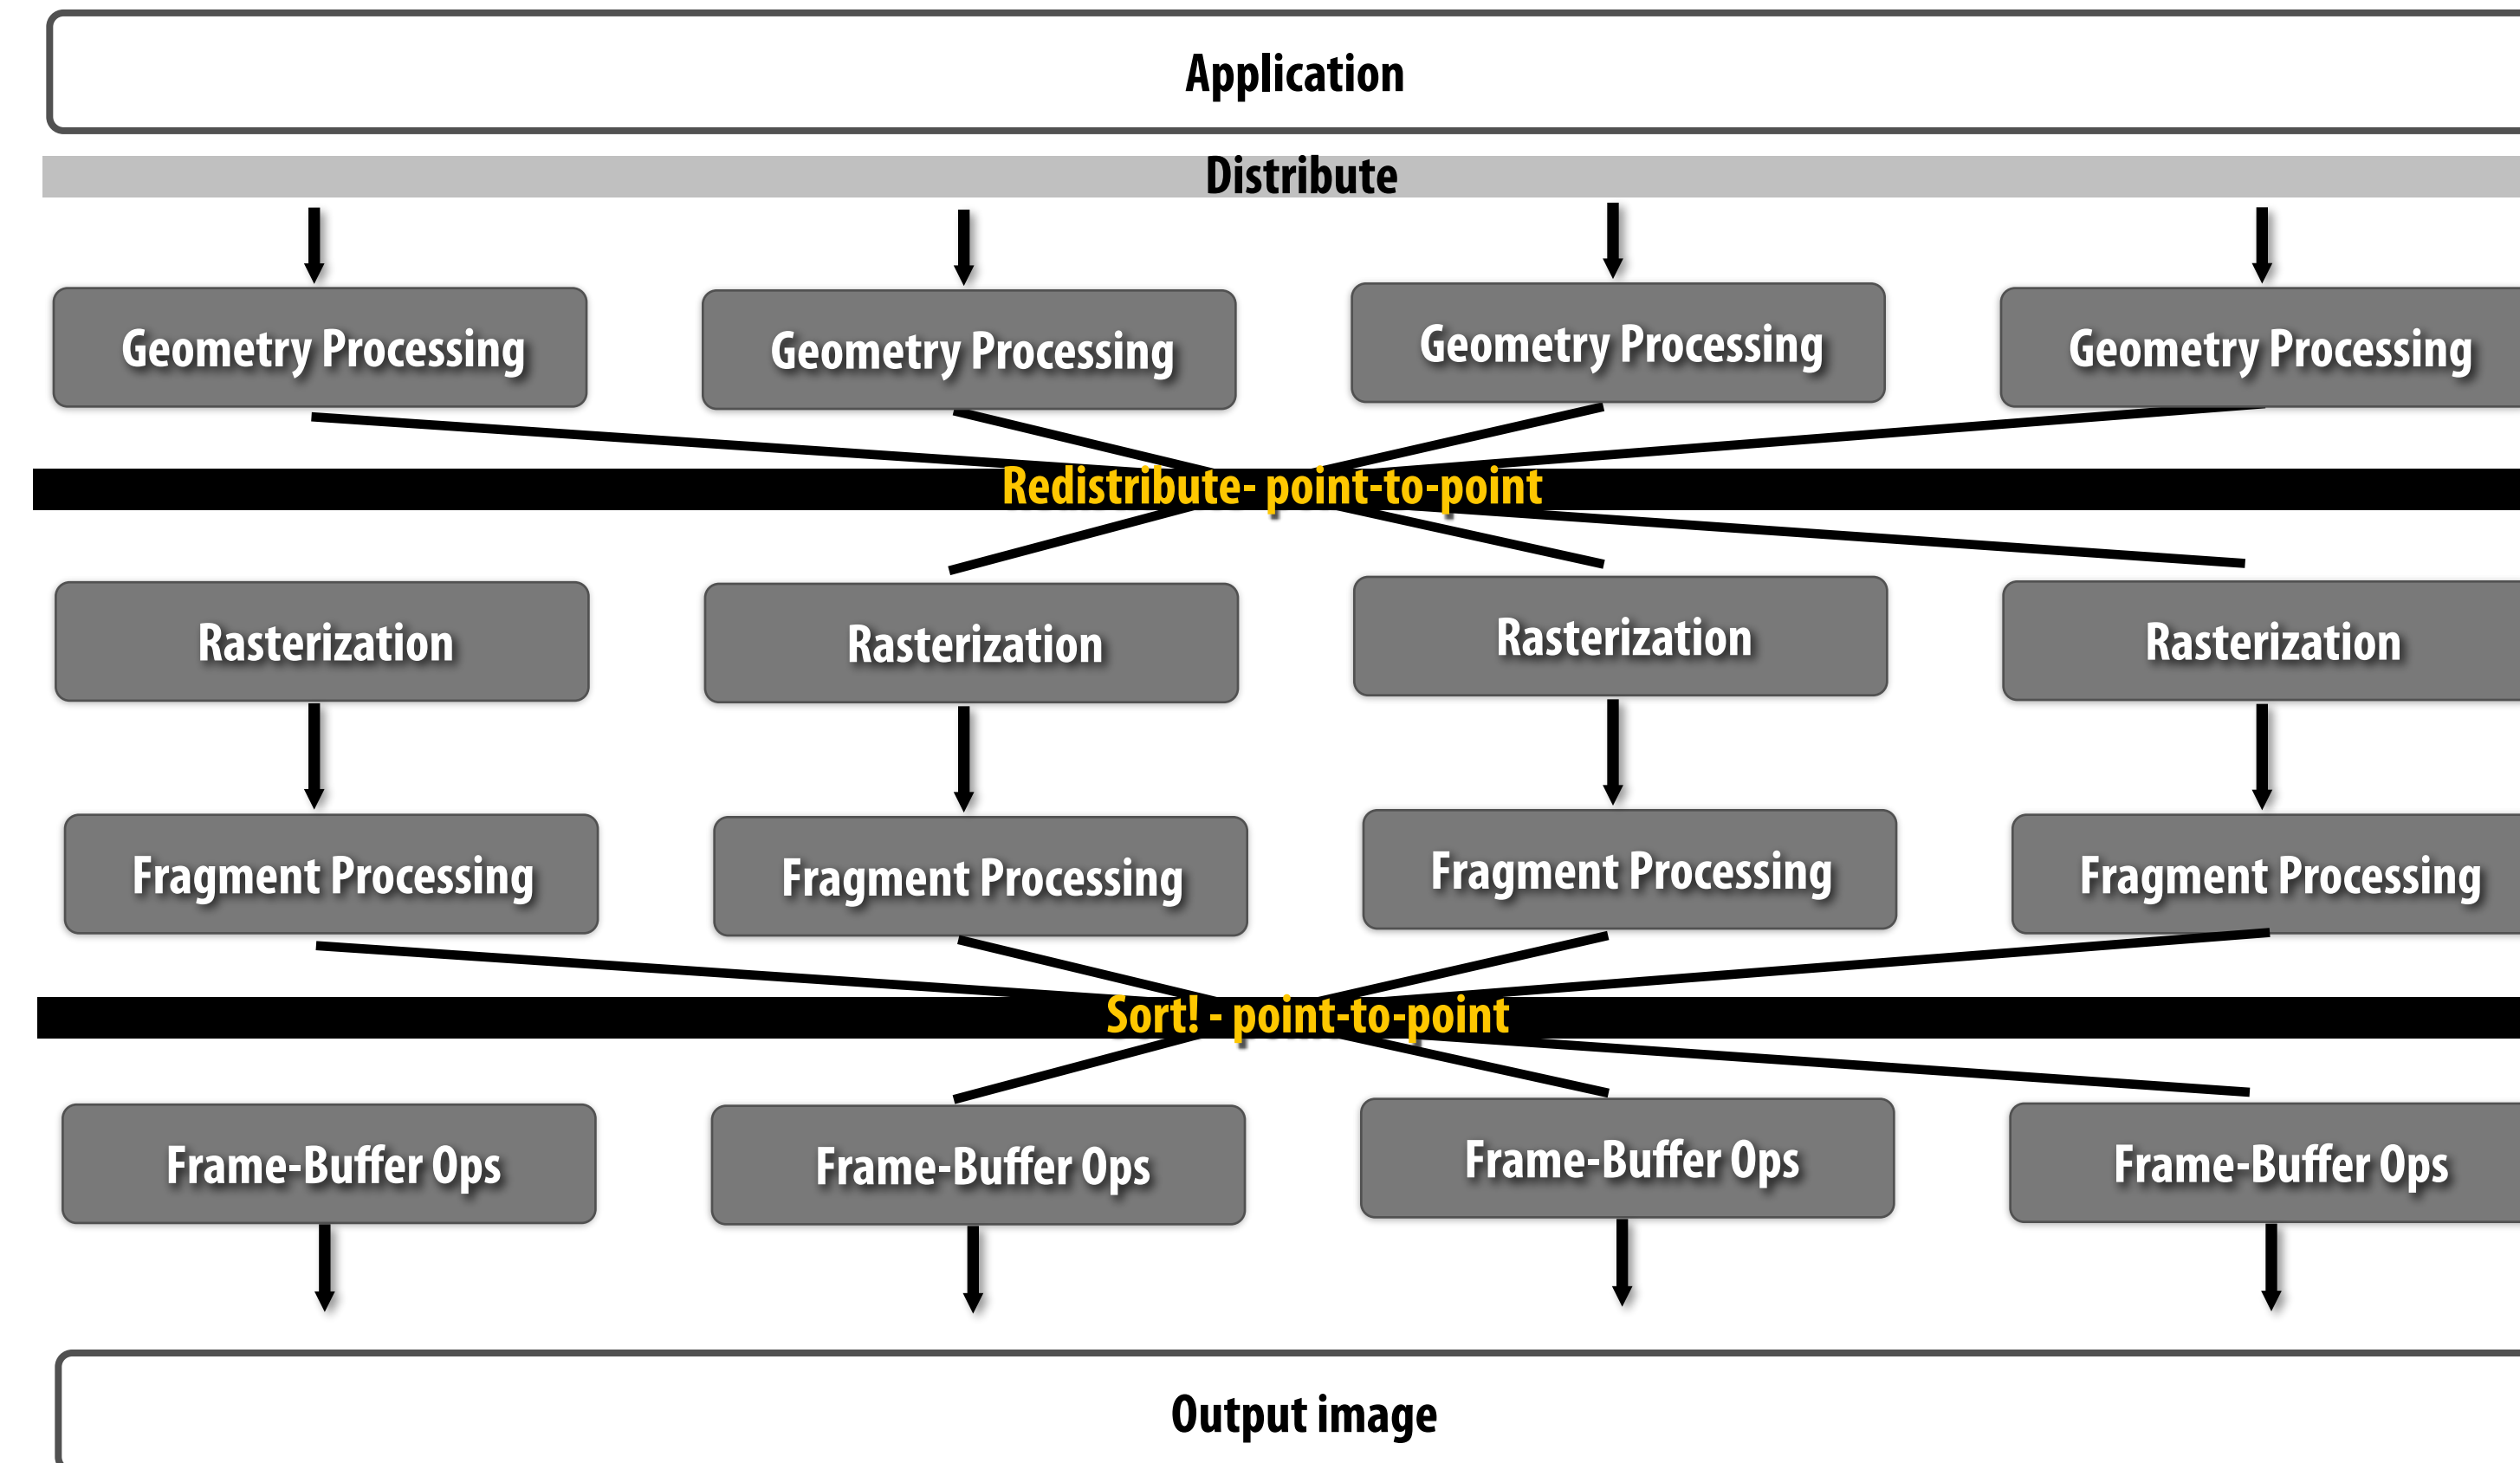 Application
Distribute
Geometry Processing
Geometry Processing
Geometry Processing
Geometry Processing
Redistribute- point-to-point
Rasterization
Rasterization
Rasterization
Rasterization
Fragment Processing
Fragment Processing
Fragment Processing
Fragment Processing
Sort! - point-to-point
Frame-Buffer Ops
Frame-Buffer Ops
Frame-Buffer Ops
Frame-Buffer Ops
Output image